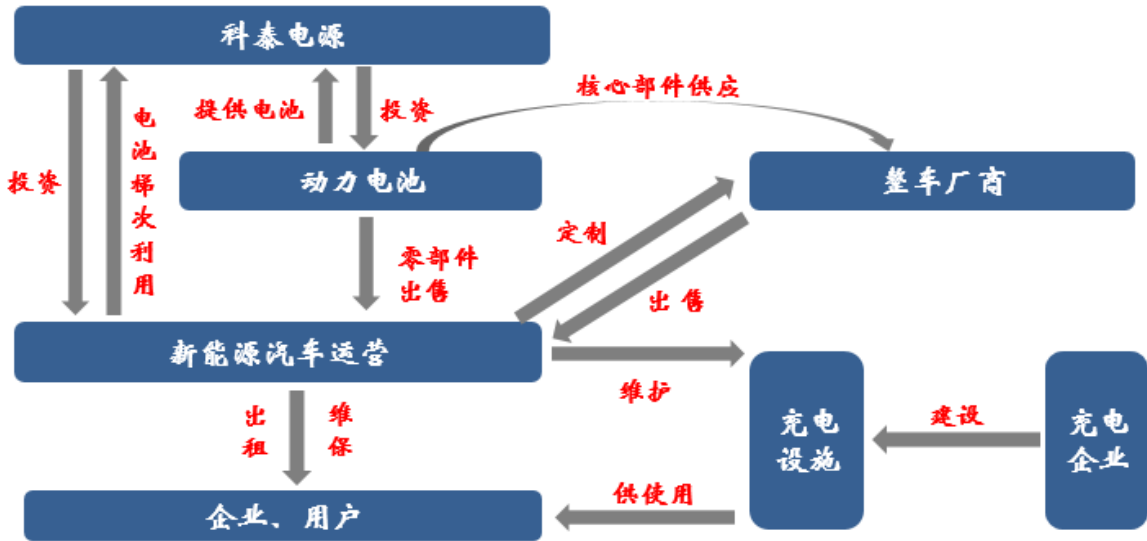 科泰电源
投资
电池梯次利用
提供电池
投资
核心部件供应
动力电池
整车厂商
零部件
出售
定制
出售
新能源汽车运营
维护
出租
维保
充电
设施
建设
充电
企业
供使用
企业、用户